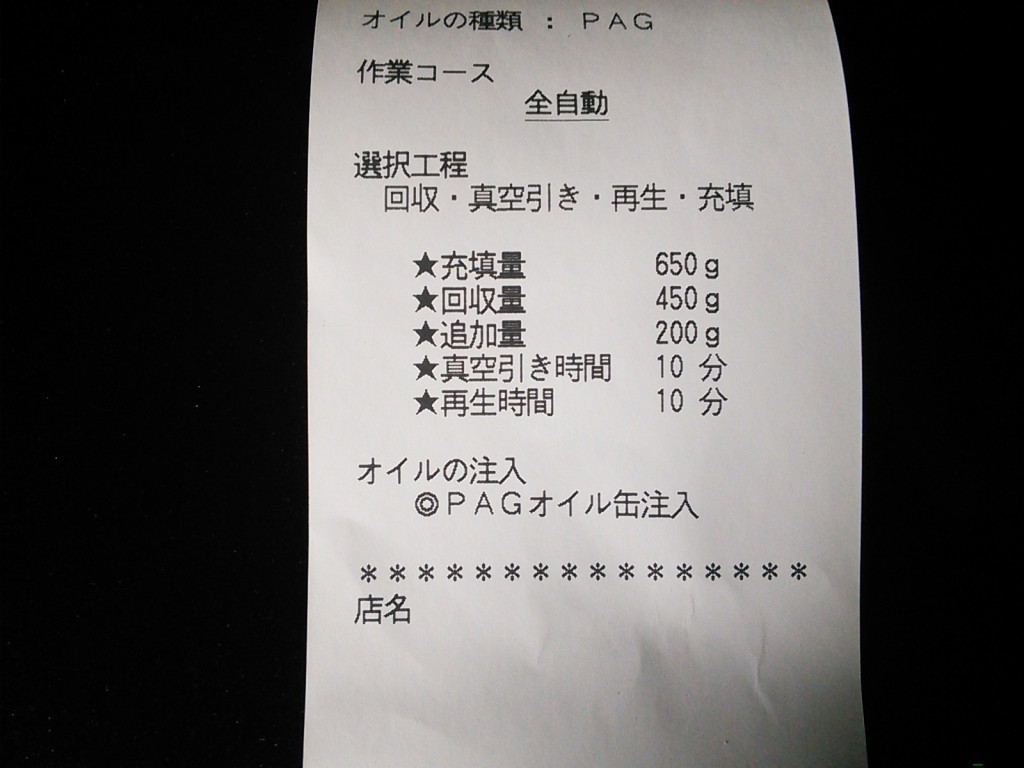 オイルの種類 : ＰＡＧ
作業コース
全自動
選択工程
回収・真空引き・再生・充填
★充填量 650ｇ
★回収量 450ｇ
★追加量 200ｇ
★真空引き時間 10 分
★再生時間 10 分
オイルの注入
◎ＰＡＧオイル缶注入
＊＊＊＊＊＊＊＊＊＊＊＊＊＊＊＊
店名